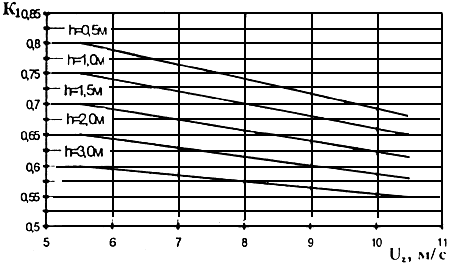 K₁ 0,85
h=0,5м
0,8
h=1,0м
0,75
h=1,5м
0,7
h=2,0м
0,65
h=3,0м
0,6
0,55
0,5
5 6 7 8 9 10 11
U₂, м/с